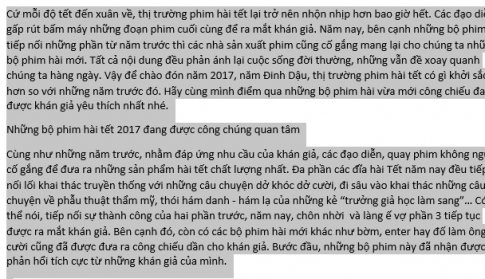 Cứ mỗi độ tết đến xuân về, thị trường phim hài tết lại trở nên nhộn nhịp hơn bao giờ hết. Các đạo di
gấp rút bấm máy những đoạn phim cuối cùng để ra mắt khán giả. Năm nay, bên cạnh những bộ phim
tiếp nối những phần từ năm trước thì các nhà sản xuất phim cũng cố gắng mang lại cho chúng ta nhữ
bộ phim hài mới. Tất cả nội dung đều phản ánh lại cuộc sống đời thường, những vấn đề xoay quanh
chúng ta hàng ngày. Vậy để chào đón năm 2017, năm Đinh Dậu, thị trường phim hài tết có gì khởi sắc
hơn so với những năm trước đó. Hãy cùng mình điểm qua những bộ phim hài vừa mới công chiếu đa
được khán giả yêu thích nhất nhé.
Những bộ phim hài tết 2017 đang được công chúng quan tâm
Cùng như những năm trước, nhằm đáp ứng nhu cầu của khán giả, các đạo diễn, quay phim không ngừ
cố gắng để đưa ra những sản phẩm hài tết chất lượng nhất. Đa phần các đĩa hài Tết năm nay đều tiếp
nối lối khai thác truyền thống với những câu chuyện dở khóc dở cười, đi sâu vào khai thác những câu
chuyện về phẫu thuật thẩm mỹ, thói hám danh - hám lạ của những kẻ “trưởng giả học làm sang”... Có
thể nói, tiếp nối sự thành công của hai phần trước, năm nay, chôn nhời và làng ế vợ phần 3 tiếp tục
được ra mắt khán giả. Bên cạnh đó, còn có các bộ phim hài mới khác như bờm, enter hay đố làm ông
cười cũng đã được đưa ra công chiếu dần cho khán giả. Bước đầu, những bộ phim này đã nhận được
phản hồi tích cực từ những khán giả của mình.